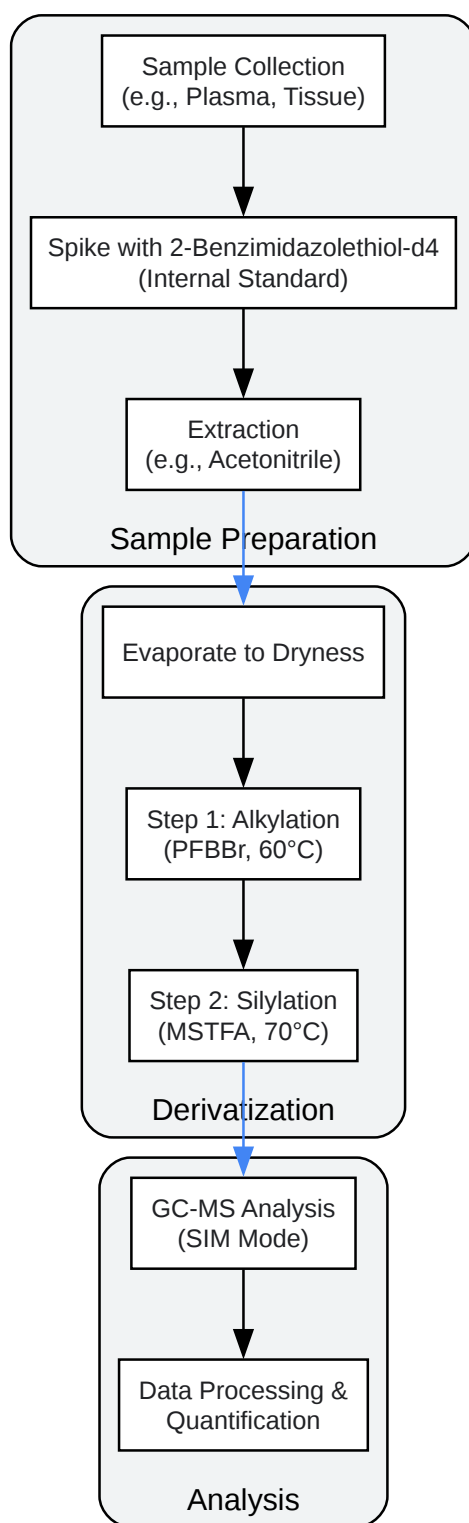 Sample Collection
(e.g., Plasma, Tissue)
Spike with 2-Benzimidazolethiol-d4
(Internal Standard)
Extraction
(e.g., Acetonitrile)
Sample Preparation
Evaporate to Dryness
Step 1: Alkylation
(PFBBr, 60°C)
Step 2: Silylation
(MSTFA, 70°C)
Derivatization
GC-MS Analysis
(SIM Mode)
Data Processing &
Quantification
Analysis